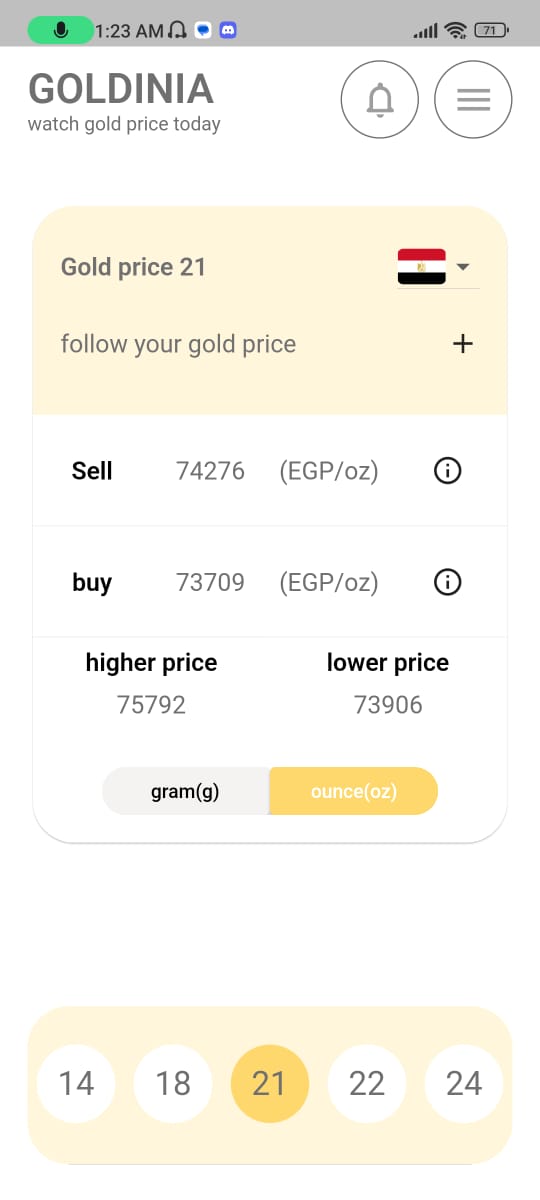 1:23 AM 71
GOLDINIA
watch gold price today
Gold price 21
follow your gold price +
Sell 74276 (EGP/oz)
buy 73709 (EGP/oz)
higher price lower price
75792 73906
gram(g) ounce(oz)
14 18 21 22 24